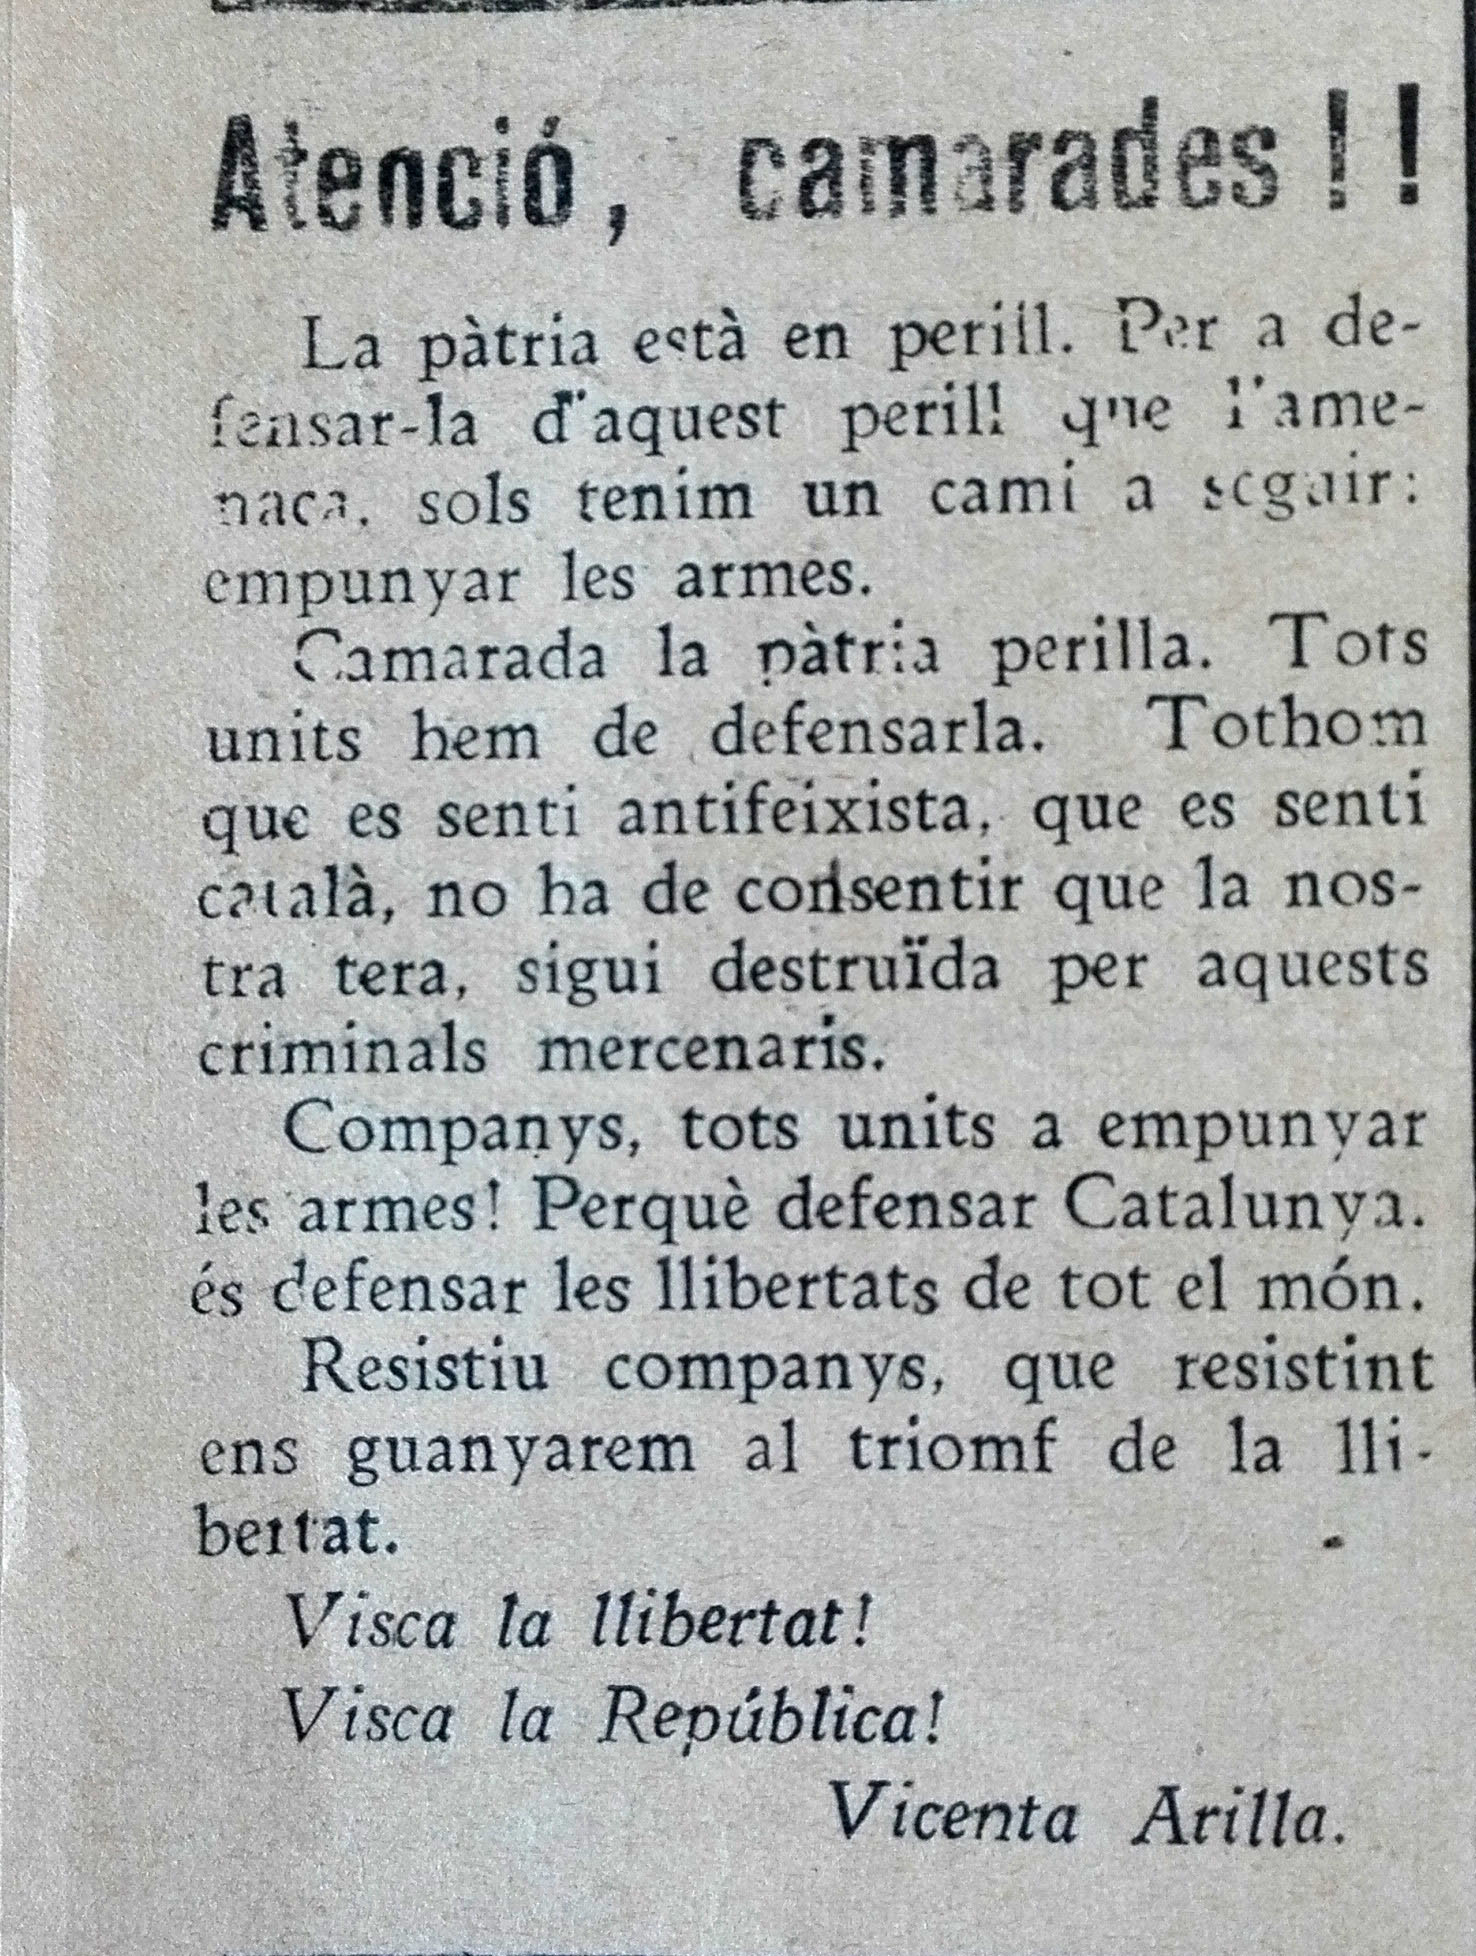 Atenció, camarades!!
La pàtria està en perill. Per a de-
fensar-la d'aquest perill que l'ame-
naça, sols tenim un camí a seguir:
empunyar les armes.
Camarada la pàtria perilla. Tots
units hem de defensarla. Tothom
que es senti antifeixista, que es senti
català, no ha de consentir que la nos-
tra tera, sigui destruïda per aquests
criminals mercenaris.
Companys, tots units a empunyar
les armes! Perquè defensar Catalunya.
és defensar les llibertats de tot el món.
Resistiu companys, que resistint
ens guanyarem al triomf de la lli-
bertat.
Visca la llibertat!
Visca la República!
Vicenta Arilla.